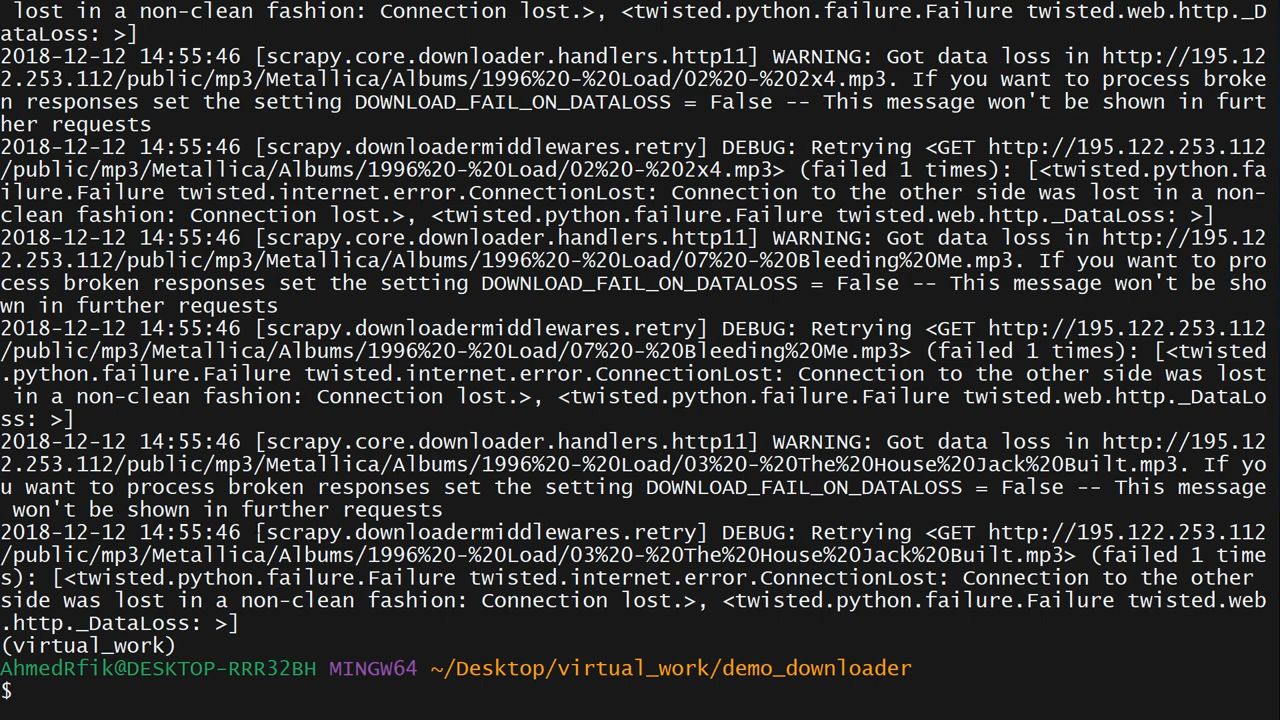 lost in a non-clean fashion: Connection lost.>, <twisted.python.failure.Failure twisted.web.http._D
ataLoss: >]
2018-12-12 14:55:46 [scrapy.core.downloader.handlers.http11] WARNING: Got data loss in http://195.12
2.253.112/public/mp3/Metallica/Albums/1996%20-%20Load/02%20-%202x4.mp3. If you want to process broke
n responses set the setting DOWNLOAD_FAIL_ON_DATALOSS = False -- This message won't be shown in furt
her requests
2018-12-12 14:55:46 [scrapy.downloadermiddlewares.retry] DEBUG: Retrying <GET http://195.122.253.112
/public/mp3/Metallica/Albums/1996%20-%20Load/02%20-%202x4.mp3> (failed 1 times): [<twisted.python.fa
ilure.Failure twisted.internet.error.ConnectionLost: Connection to the other side was lost in a non-
clean fashion: Connection lost.>, <twisted.python.failure.Failure twisted.web.http._DataLoss: >]
2018-12-12 14:55:46 [scrapy.core.downloader.handlers.http11] WARNING: Got data loss in http://195.12
2.253.112/public/mp3/Metallica/Albums/1996%20-%20Load/07%20-%20Bleeding%20Me.mp3. If you want to pro
cess broken responses set the setting DOWNLOAD_FAIL_ON_DATALOSS = False -- This message won't be sho
wn in further requests
2018-12-12 14:55:46 [scrapy.downloadermiddlewares.retry] DEBUG: Retrying <GET http://195.122.253.112
/public/mp3/Metallica/Albums/1996%20-%20Load/07%20-%20Bleeding%20Me.mp3> (failed 1 times): [<twisted
.python.failure.Failure twisted.internet.error.ConnectionLost: Connection to the other side was lost
 in a non-clean fashion: Connection lost.>, <twisted.python.failure.Failure twisted.web.http._DataLo
ss: >]
2018-12-12 14:55:46 [scrapy.core.downloader.handlers.http11] WARNING: Got data loss in http://195.12
2.253.112/public/mp3/Metallica/Albums/1996%20-%20Load/03%20-%20The%20House%20Jack%20Built.mp3. If yo
u want to process broken responses set the setting DOWNLOAD_FAIL_ON_DATALOSS = False -- This message
 won't be shown in further requests
2018-12-12 14:55:46 [scrapy.downloadermiddlewares.retry] DEBUG: Retrying <GET http://195.122.253.112
/public/mp3/Metallica/Albums/1996%20-%20Load/03%20-%20The%20House%20Jack%20Built.mp3> (failed 1 time
s): [<twisted.python.failure.Failure twisted.internet.error.ConnectionLost: Connection to the other
side was lost in a non-clean fashion: Connection lost.>, <twisted.python.failure.Failure twisted.web
.http._DataLoss: >]
(virtual_work)
AhmedRfik@DESKTOP-RRR32BH MINGW64 ~/Desktop/virtual_work/demo_downloader
$